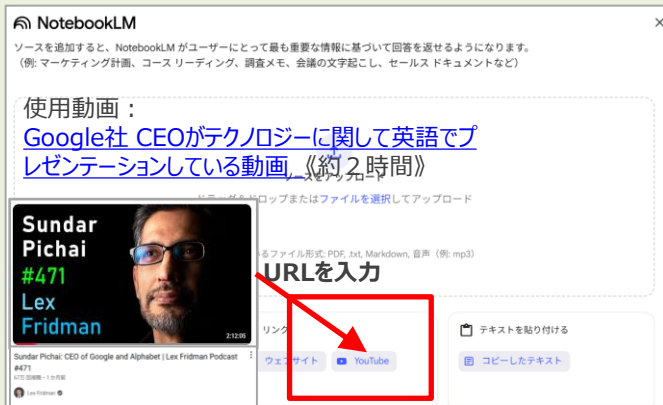 NotebookLM
×
ソースを追加すると、NotebookLM がユーザーにとって最も重要な情報に基づいて回答を返せるようになります。
（例: マーケティング計画、コース リーディング、調査メモ、会議の文字起こし、セールス ドキュメントなど）
使用動画：
Google社 CEOがテクノロジーに関して英語でプ
レゼンテーションしている動画 《約２時間》
ソースをアップロード
ドラッグ＆ドロップまたはファイルを選択してアップロード
ファイル形式: PDF, .txt, Markdown, 音声（例: mp3）
Sundar
Pichai
#471
Lex
Fridman
2:12:05
URLを入力
Sundar Pichai: CEO of Google and Alphabet | Lex Fridman Podcast
#471
Lex Fridman
リンク
ウェブサイト
YouTube
テキストを貼り付ける
コピーしたテキスト